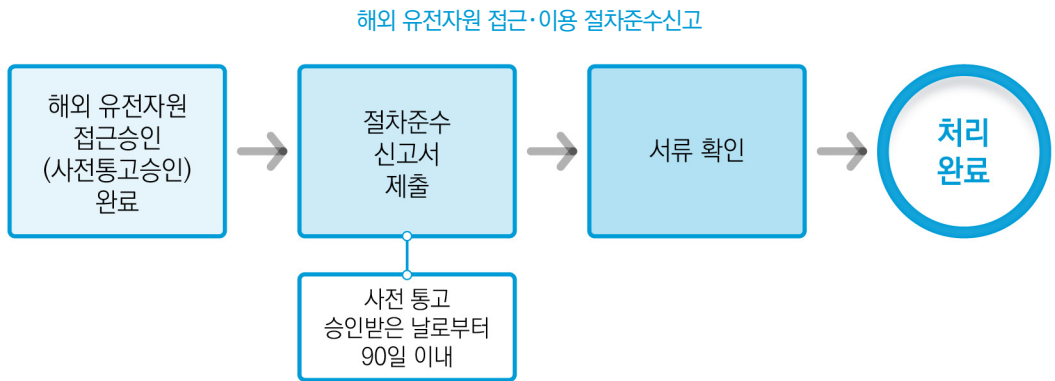 해외 유전자원 접근·이용 절차준수신고
해외 유전자원
접근승인
(사전통고승인)
완료
절차준수
신고서
제출
서류 확인
처리
완료
사전 통고
승인받은 날로부터
90일 이내